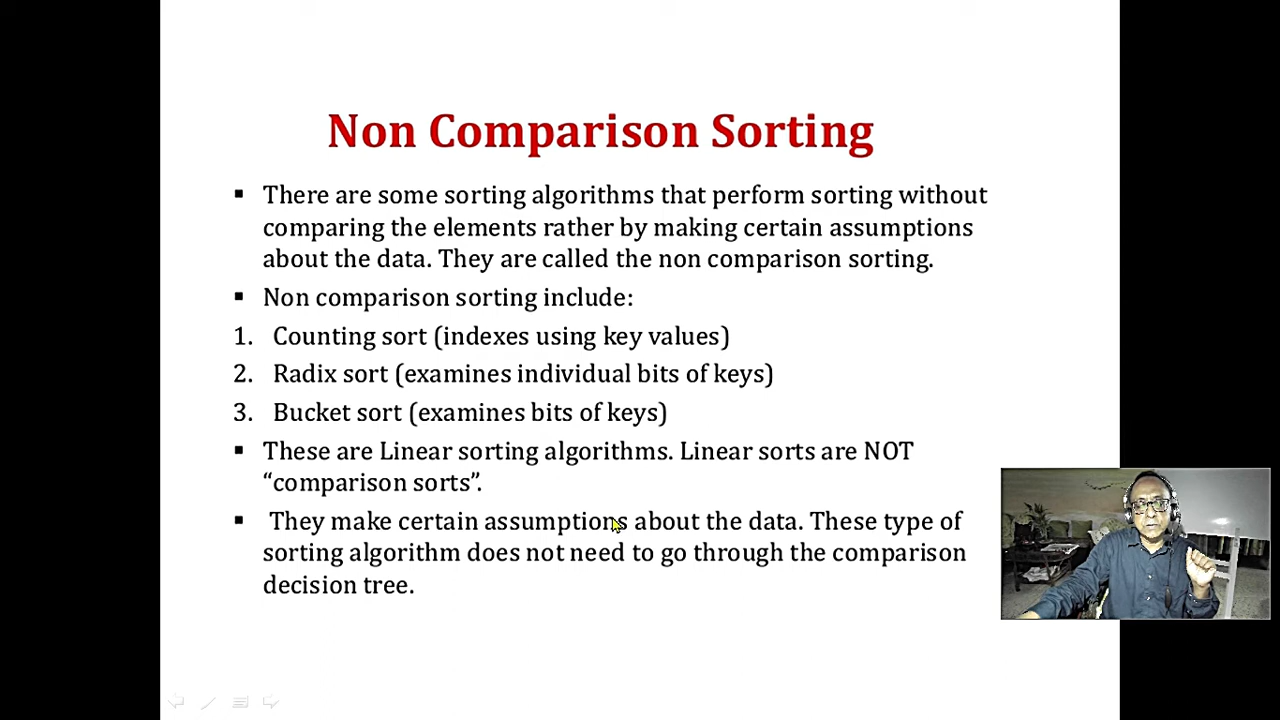 Non Comparison Sorting
▪ There are some sorting algorithms that perform sorting without
comparing the elements rather by making certain assumptions
about the data. They are called the non comparison sorting.
▪ Non comparison sorting include:
1. Counting sort (indexes using key values)
2. Radix sort (examines individual bits of keys)
3. Bucket sort (examines bits of keys)
▪ These are Linear sorting algorithms. Linear sorts are NOT
“comparison sorts”.
▪ They make certain assumptions about the data. These type of
sorting algorithm does not need to go through the comparison
decision tree.